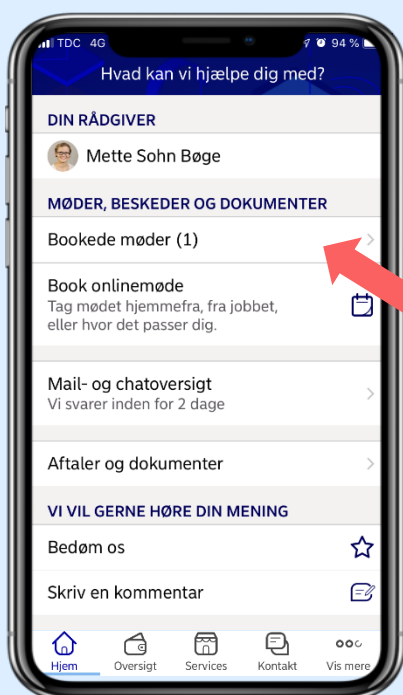 TDC 4G 94 %
Hvad kan vi hjælpe dig med?
DIN RÅDGIVER
Mette Sohn Bøge
MØDER, BESKEDER OG DOKUMENTER
Bookede møder (1)
Book onlinemøde
Tag mødet hjemmefra, fra jobbet,
eller hvor det passer dig.
Mail- og chatoversigt
Vi svarer inden for 2 dage
Aftaler og dokumenter
VI VIL GERNE HØRE DIN MENING
Bedøm os
Skriv en kommentar
Hjem Oversigt Services Kontakt Vis mere